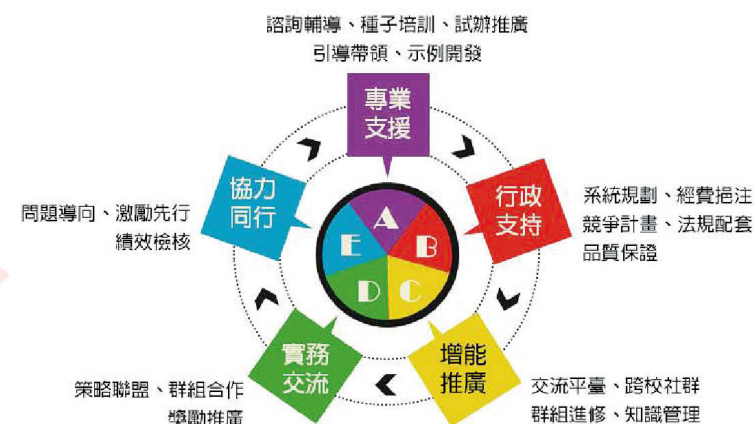 諮詢輔導、種子培訓、試辦推廣
引導帶領、示例開發
專業
支援
協力
同行
行政
支持
問題導向、激勵先行
績效檢核
系統規劃、經費挹注
競爭計畫、法規配套
品質保證
A
B
C
D
E
實務
交流
增能
推廣
策略聯盟、群組合作
獎勵推廣
交流平臺、跨校社群
群組進修、知識管理